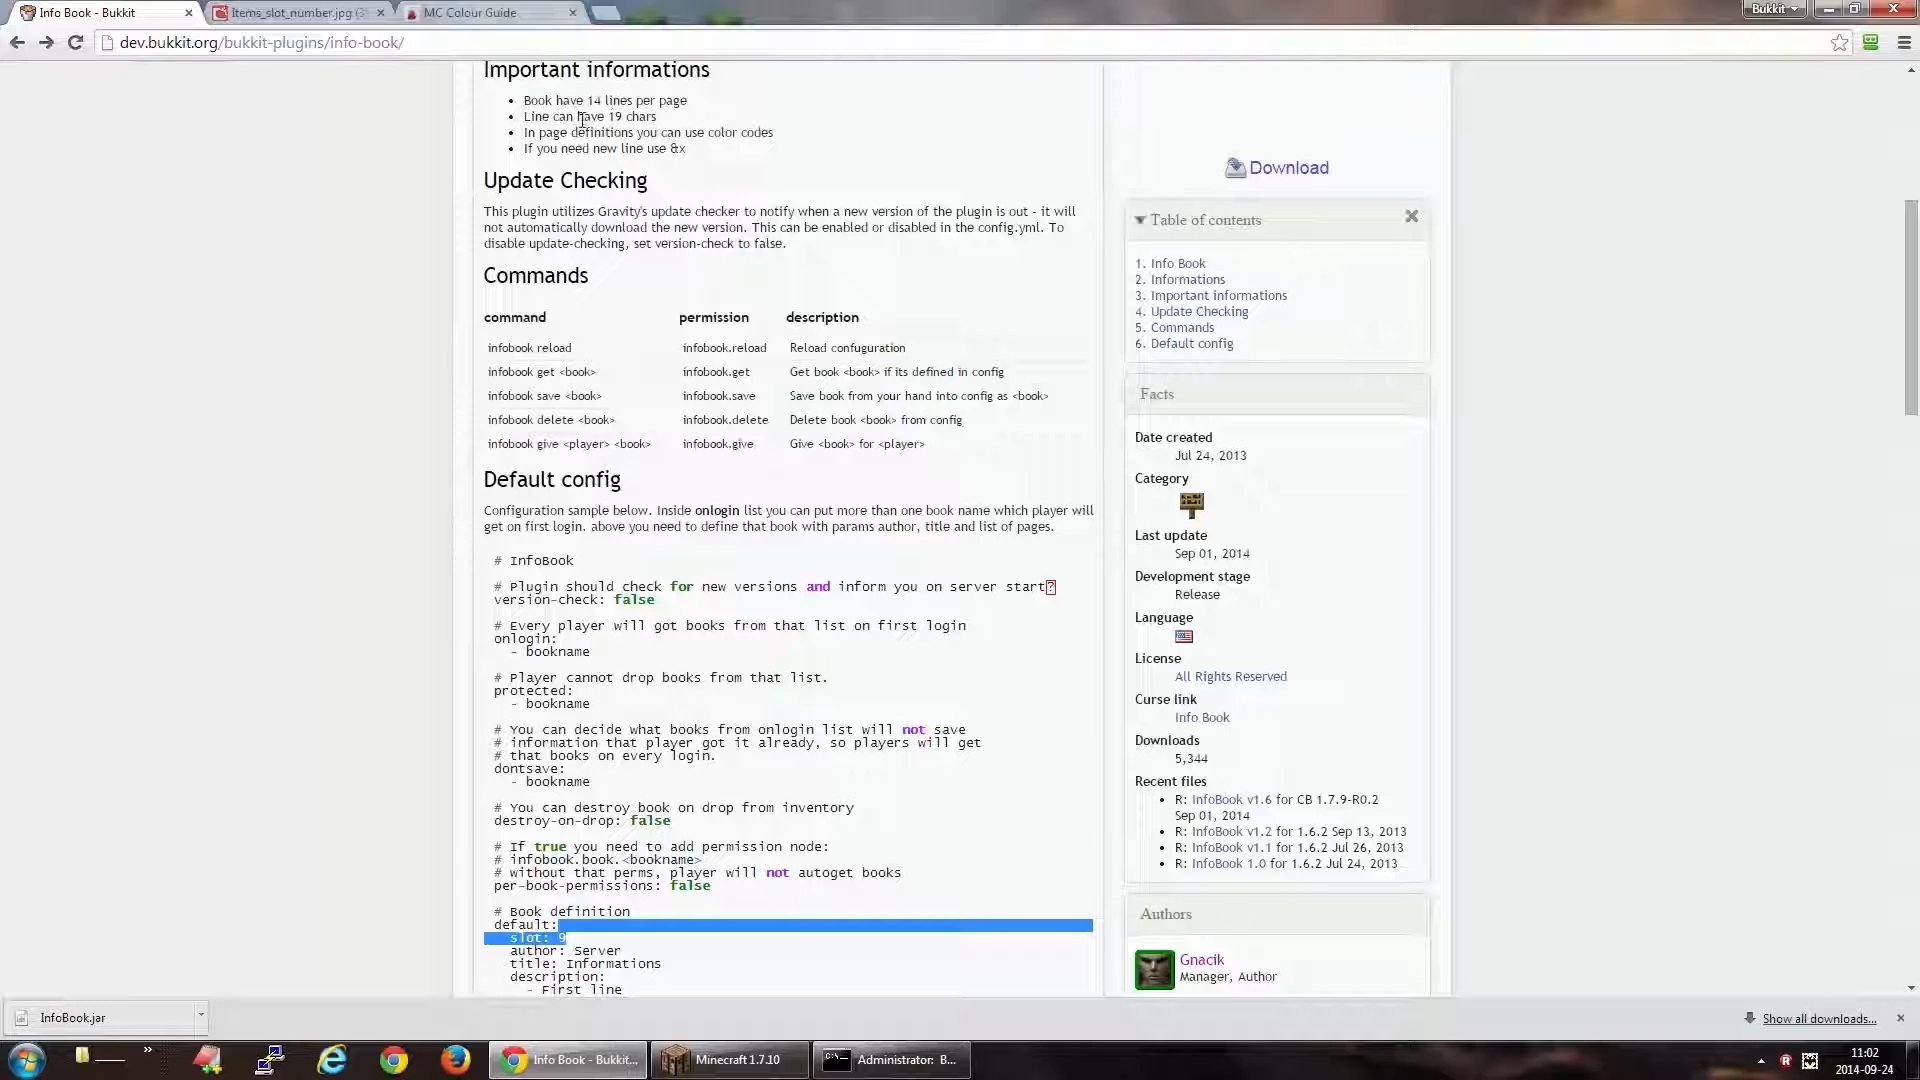 Info Book - Bukkit
Items_slot_number.jpg (3
MC Colour Guide
Bukkit
dev.bukkit.org/bukkit-plugins/info-book/
Important informations
Book have 14 lines per page
Line can have 19 chars
In page definitions you can use color codes
If you need new line use &x
Update Checking
This plugin utilizes Gravity's update checker to notify when a new version of the plugin is out - it will
not automatically download the new version. This can be enabled or disabled in the config.yml. To
disable update-checking, set version-check to false.
Commands
command permission description
infobook reload infobook.reload Reload confuguration
infobook get <book> infobook.get Get book <book> if its defined in config
infobook save <book> infobook.save Save book from your hand into config as <book>
infobook delete <book> infobook.delete Delete book <book> from config
infobook give <player> <book> infobook.give Give <book> for <player>
Default config
Configuration sample below. Inside onlogin list you can put more than one book name which player will
get on first login. above you need to define that book with params author, title and list of pages.
# InfoBook
# Plugin should check for new versions and inform you on server start?
version-check: false
# Every player will got books from that list on first login
onlogin:
- bookname
# Player cannot drop books from that list.
protected:
- bookname
# You can decide what books from onlogin list will not save
# information that player got it already, so players will get
# that books on every login.
dontsave:
- bookname
# You can destroy book on drop from inventory
destroy-on-drop: false
# If true you need to add permission node:
# infobook.book.<bookname>
# without that perms, player will not autoget books
per-book-permissions: false
# Book definition
default:
slot: 9
author: Server
title: Informations
description:
- First line
Download
Table of contents
1. Info Book
2. Informations
3. Important informations
4. Update Checking
5. Commands
6. Default config
Facts
Date created
Jul 24, 2013
Category
Last update
Sep 01, 2014
Development stage
Release
Language
License
All Rights Reserved
Curse link
Info Book
Downloads
5,344
Recent files
R: InfoBook v1.6 for CB 1.7.9-R0.2
Sep 01, 2014
R: InfoBook v1.2 for 1.6.2 Sep 13, 2013
R: InfoBook v1.1 for 1.6.2 Jul 26, 2013
R: InfoBook 1.0 for 1.6.2 Jul 24, 2013
Authors
Gnacik
Manager, Author
InfoBook.jar
Show all downloads...
Info Book - Bukkit...
Minecraft 1.7.10
Administrator: B...
11:02
2014-09-24